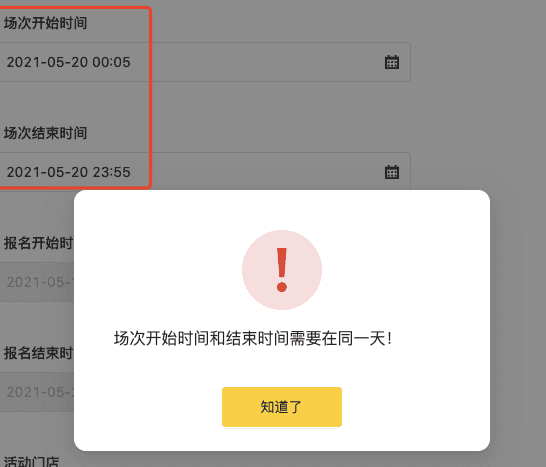 场次开始时间
2021-05-20 00:05
场次结束时间
2021-05-20 23:55
报名开始时
2021-05-
场次开始时间和结束时间需要在同一天！
报名结束时
2021-05-2
知道了
活动门店